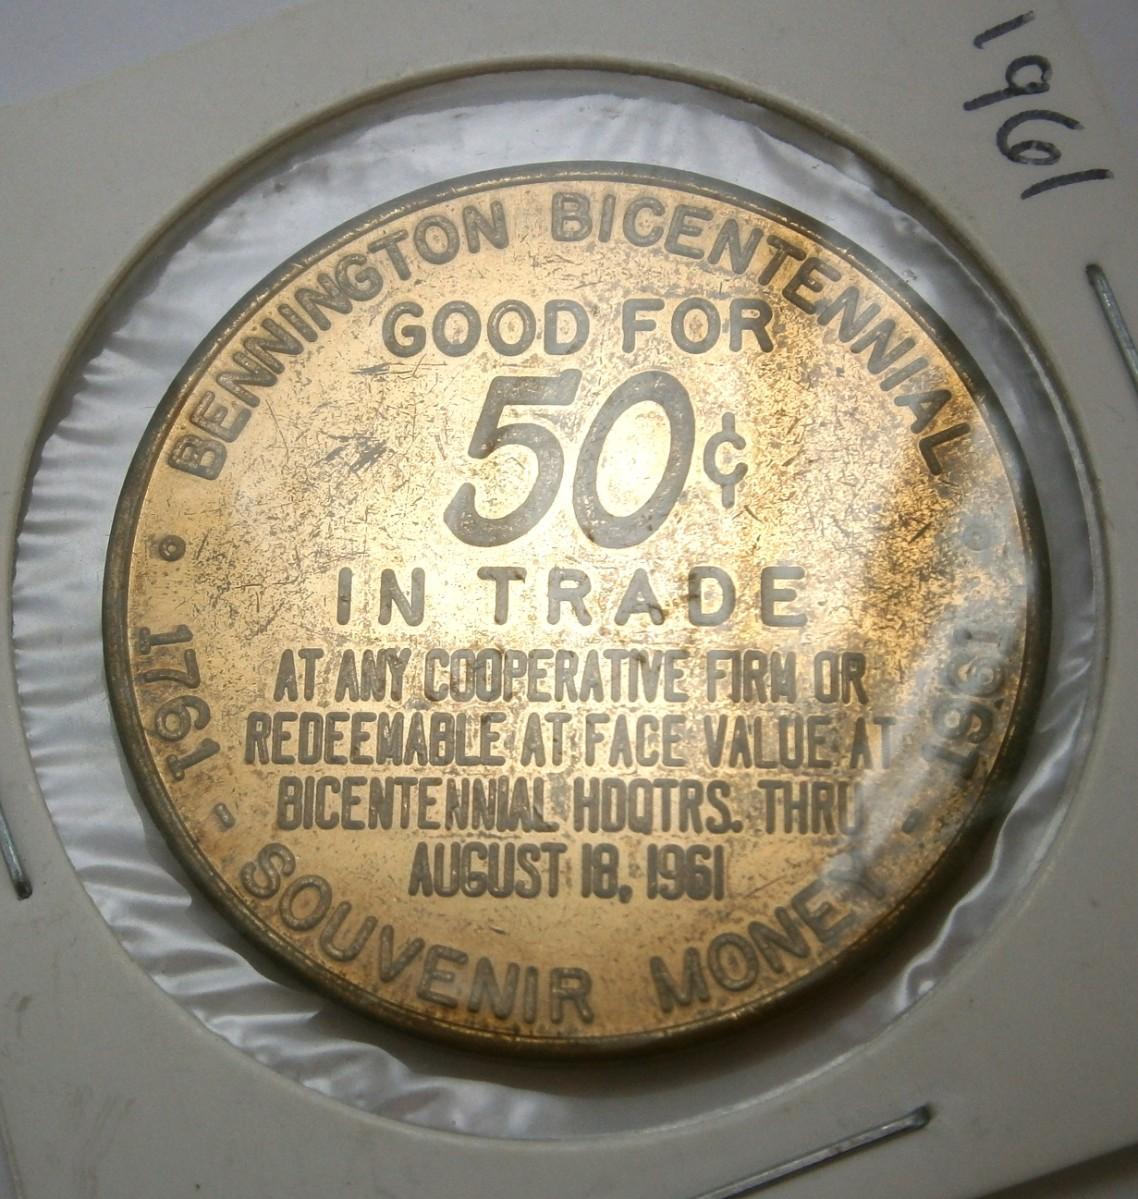 1961
BENNINGTON BICENTENNIAL
GOOD FOR
50¢
IN TRADE
AT ANY COOPERATIVE FIRM OR
REDEEMABLE AT FACE VALUE AT
BICENTENNIAL HDQTRS. THRU
AUGUST 18, 1961
1761 - SOUVENIR MONEY - 1961